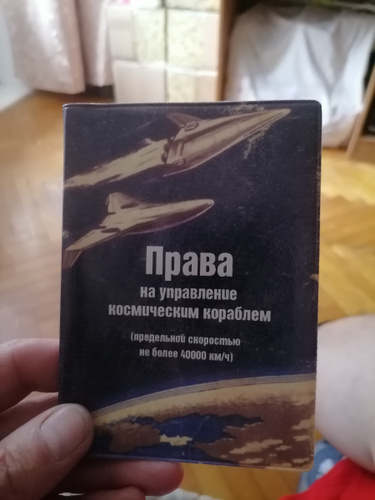 Права
на управление
космическим кораблем
(предельной скоростью
не более 40000 км/ч)